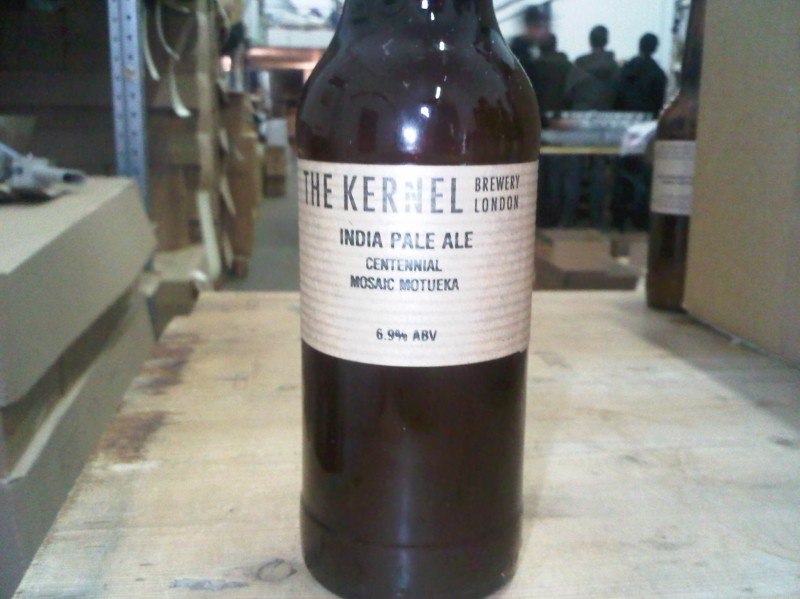 THE KERNEL BREWERY
LONDON
INDIA PALE ALE
CENTENNIAL
MOSAIC MOTUEKA
6.9% ABV